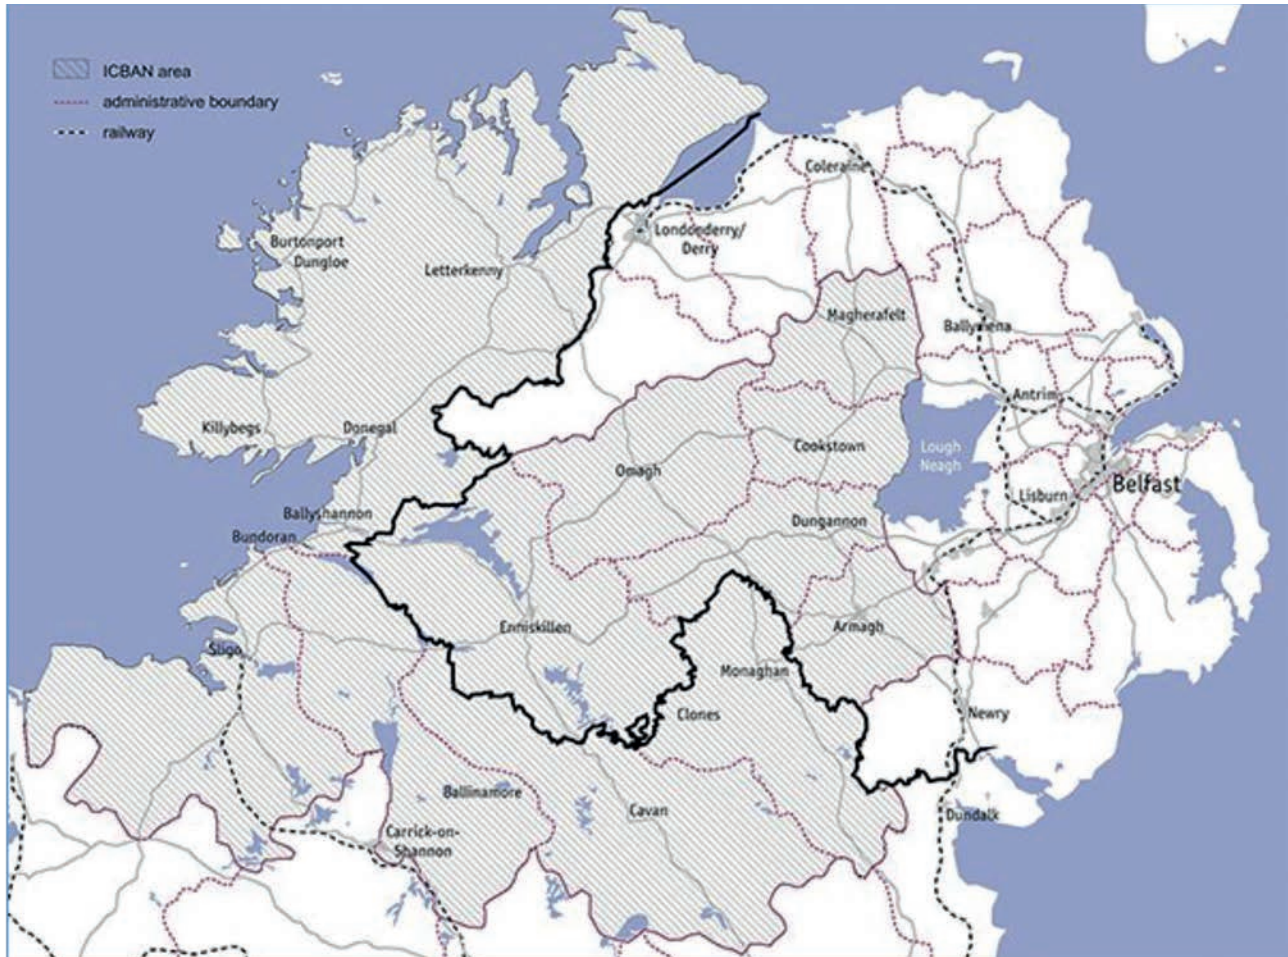 ICBAN area
administrative boundary
railway
Coleraine
Londonderry/
Derry
Burtonport
Dungloe
Letterkenny
Magherafelt
Ballymena
Antrim
Killybegs
Donegal
Cookstown
Lough
Neagh
Omagh
Belfast
Lisburn
Ballyshannon
Dungannon
Bundoran
Enniskillen
Armagh
Sligo
Monaghan
Clones
Newry
Ballinamore
Cavan
Dundalk
Carrick-on-
Shannon